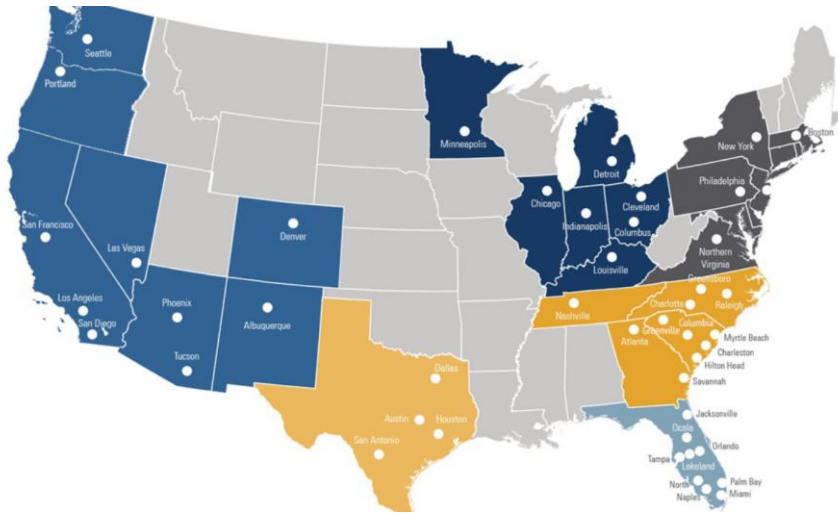 Seattle
Portland
San Francisco
Las Vegas
Los Angeles
San Diego
Phoenix
Tucson
Denver
Albuquerque
Dallas
Austin
Houston
San Antonio
Minneapolis
Chicago
Detroit
Indianapolis
Cleveland
Columbus
Louisville
New York
Boston
Philadelphia
Northern
Virginia
Nashville
Greensboro
Charlotte
Raleigh
Greenville
Columbia
Atlanta
Myrtle Beach
Charleston
Hilton Head
Savannah
Jacksonville
Ocala
Orlando
Tampa
Lakeland
North
Palm Bay
Naples
Miami